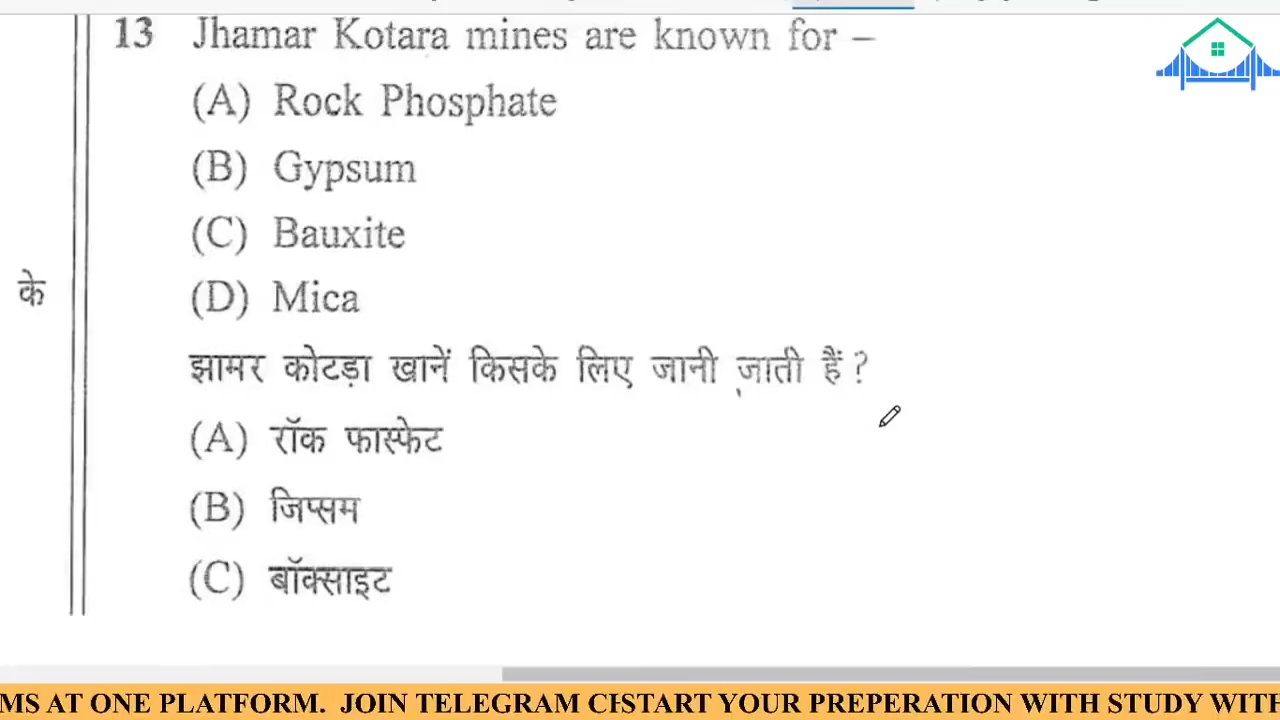 13 Jhamar Kotara mines are known for –
(A) Rock Phosphate
(B) Gypsum
(C) Bauxite
(D) Mica
के
झामर कोटड़ा खानें किसके लिए जानी जाती हैं ?
(A) रॉक फास्फेट
(B) जिप्सम
(C) बॉक्साइट
MS AT ONE PLATFORM. JOIN TELEGRAM CHSTART YOUR PREPERATION WITH STUDY WITH